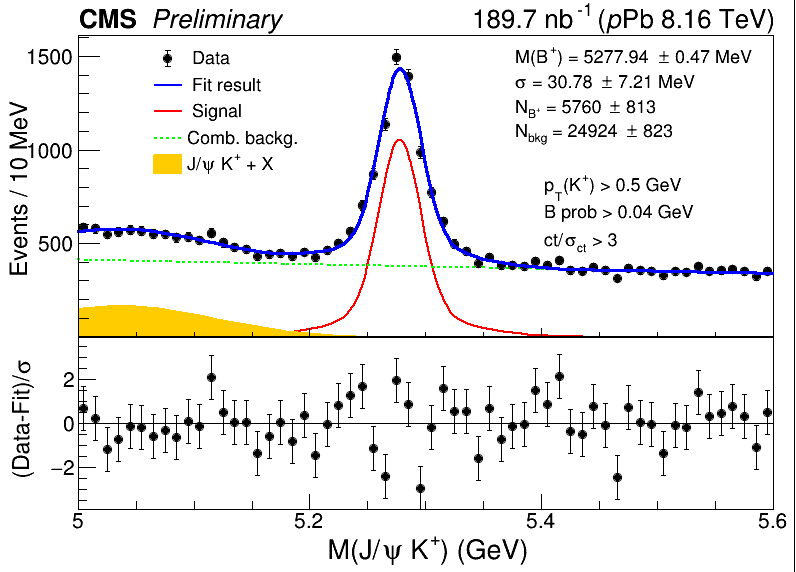 CMS Preliminary 189.7 nb⁻¹ (pPb 8.16 TeV)
Data
Fit result
Signal
Comb. backg.
J/ψ K⁺ + X
M(B⁺) = 5277.94 ± 0.47 MeV
σ = 30.78 ± 7.21 MeV
N_B⁺ = 5760 ± 813
N_bkg = 24924 ± 823
p_T(K⁺) > 0.5 GeV
B prob > 0.04 GeV
ct/σ_ct > 3
Events / 10 MeV
1500
1000
500
(Data-Fit)/σ
2
0
−2
5 5.2 5.4 5.6
M(J/ψ K⁺) (GeV)